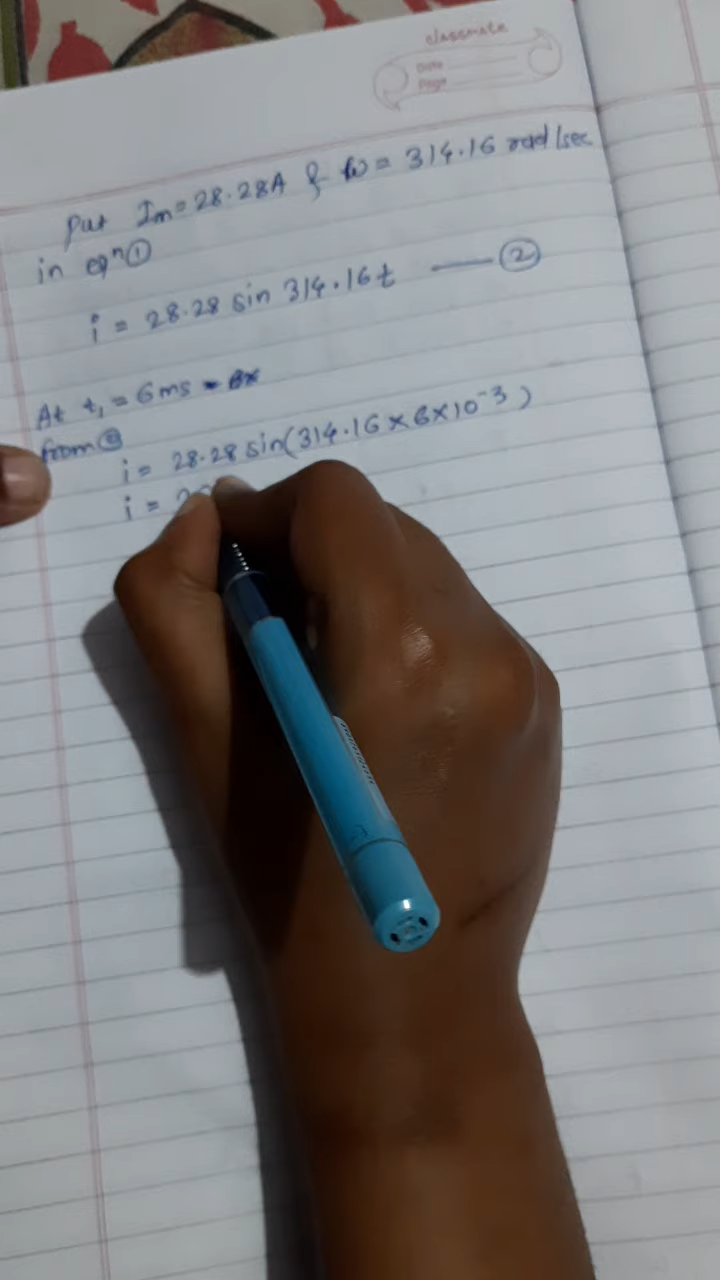 classmate
Date
Page
Put Im = 28.28A & ω = 314.16 rad/sec
in eqⁿ ①
i = 28.28 sin 314.16t —— ②
At t₁ = 6ms
from ②
i = 28.28 sin(314.16 × 6 × 10⁻³)
i =